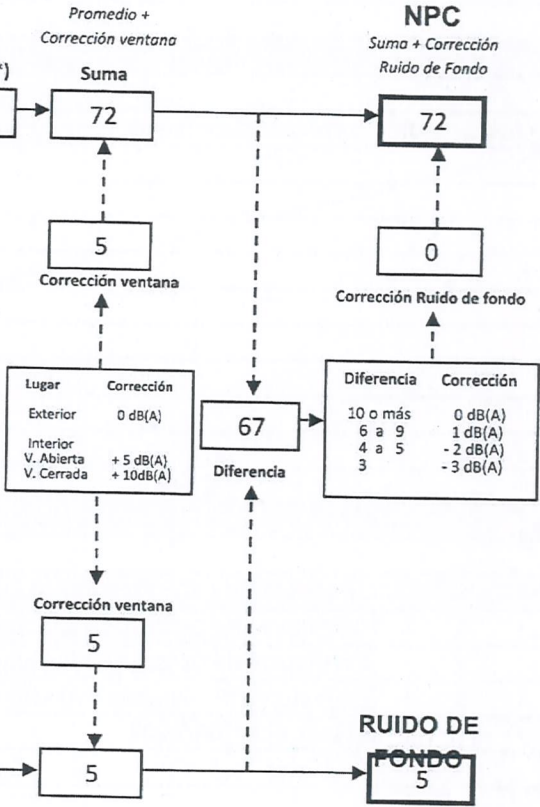 Promedio +
Corrección ventana
NPC
Suma + Corrección
Ruido de Fondo
*)
Suma
72
72
5
0
Corrección ventana
Corrección Ruido de fondo
Lugar Corrección
Exterior 0 dB(A)
Interior
V. Abierta + 5 dB(A)
V. Cerrada + 10dB(A)
67
Diferencia
Diferencia Corrección
10 o más 0 dB(A)
6 a 9 1 dB(A)
4 a 5 - 2 dB(A)
3 - 3 dB(A)
Corrección ventana
5
RUIDO DE
FONDO
5
5